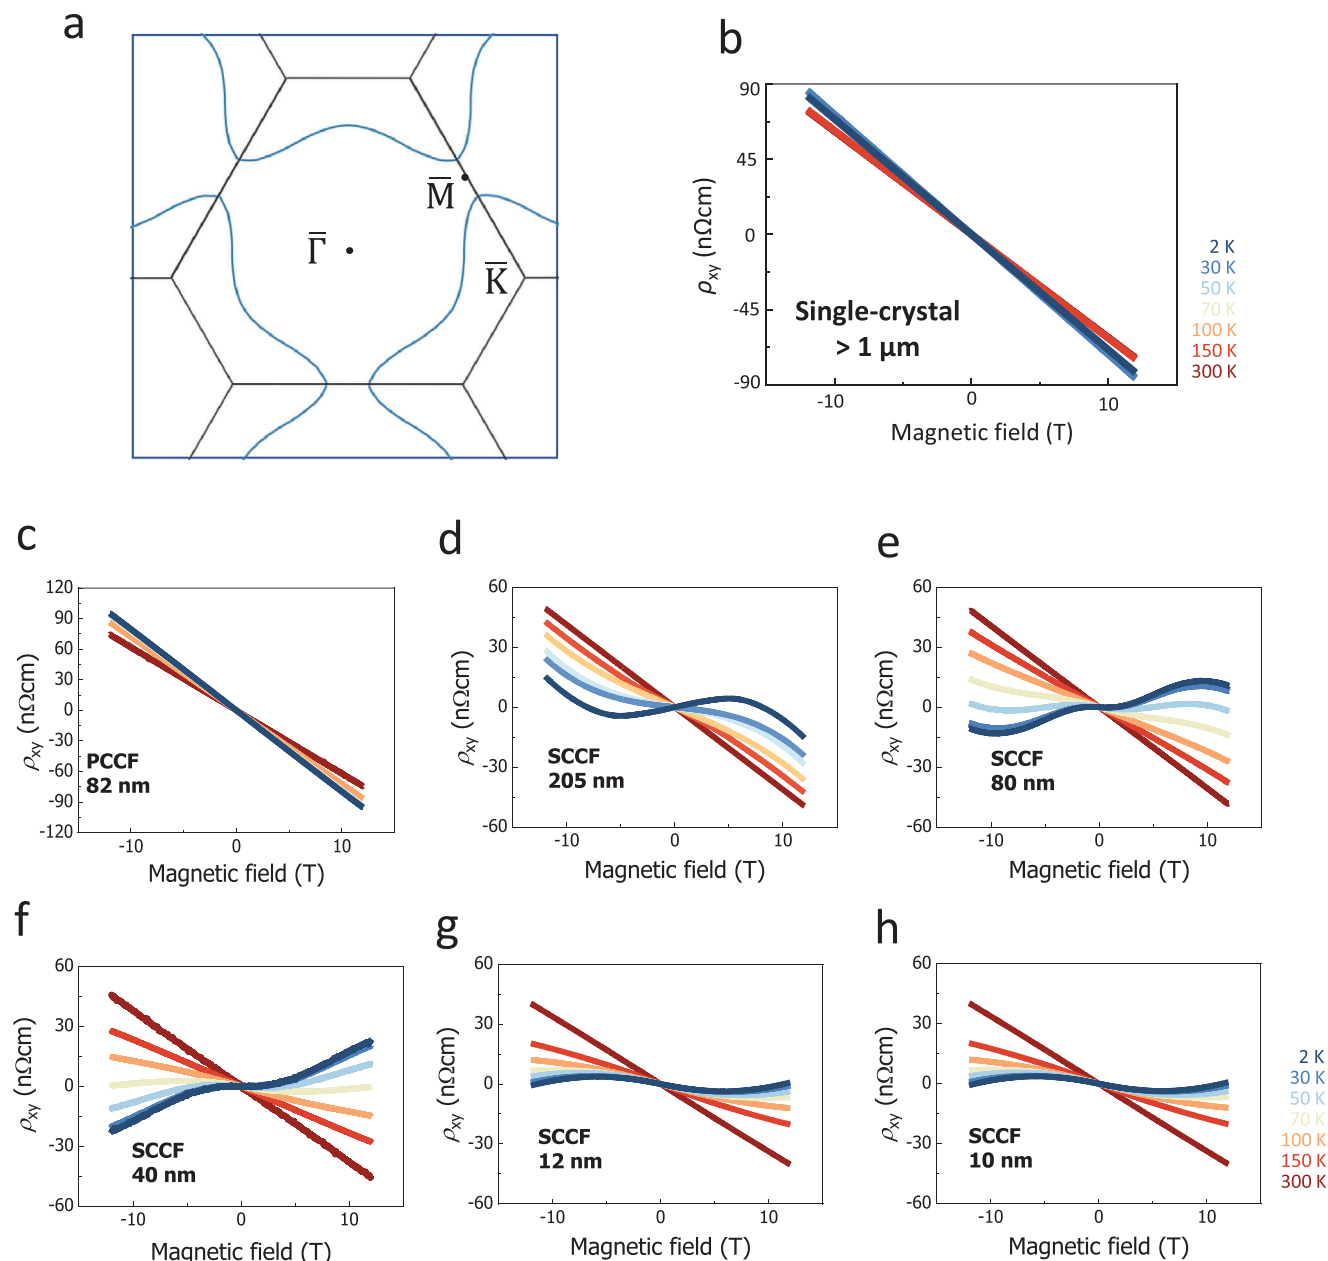 a
M̅
Γ̅
K̅
b
90
45
0
-45
-90
ρxy (nΩcm)
Single-crystal
> 1 μm
-10
0
10
Magnetic field (T)
2 K
30 K
50 K
70 K
100 K
150 K
300 K
c
120
90
60
30
0
-30
-60
-90
-120
ρxy (nΩcm)
PCCF
82 nm
-10
0
10
Magnetic field (T)
d
60
30
0
-30
-60
ρxy (nΩcm)
SCCF
205 nm
-10
0
10
Magnetic field (T)
e
60
30
0
-30
-60
ρxy (nΩcm)
SCCF
80 nm
-10
0
10
Magnetic field (T)
f
60
30
0
-30
-60
ρxy (nΩcm)
SCCF
40 nm
-10
0
10
Magnetic field (T)
g
60
30
0
-30
-60
ρxy (nΩcm)
SCCF
12 nm
-10
0
10
Magnetic field (T)
h
60
30
0
-30
-60
ρxy (nΩcm)
SCCF
10 nm
-10
0
10
Magnetic field (T)
2 K
30 K
50 K
70 K
100 K
150 K
300 K